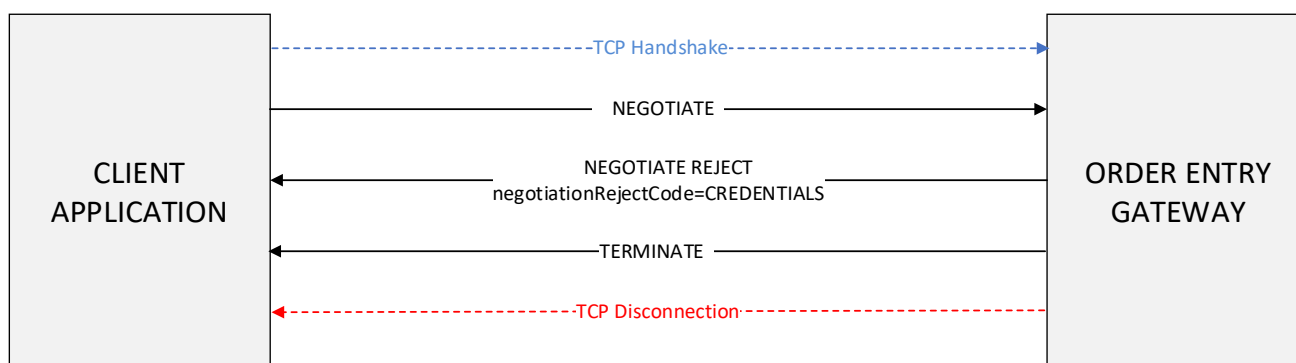 TCP Handshake
NEGOTIATE
CLIENT
APPLICATION
NEGOTIATE REJECT
negotiationRejectCode=CREDENTIALS
ORDER ENTRY
GATEWAY
TERMINATE
TCP Disconnection